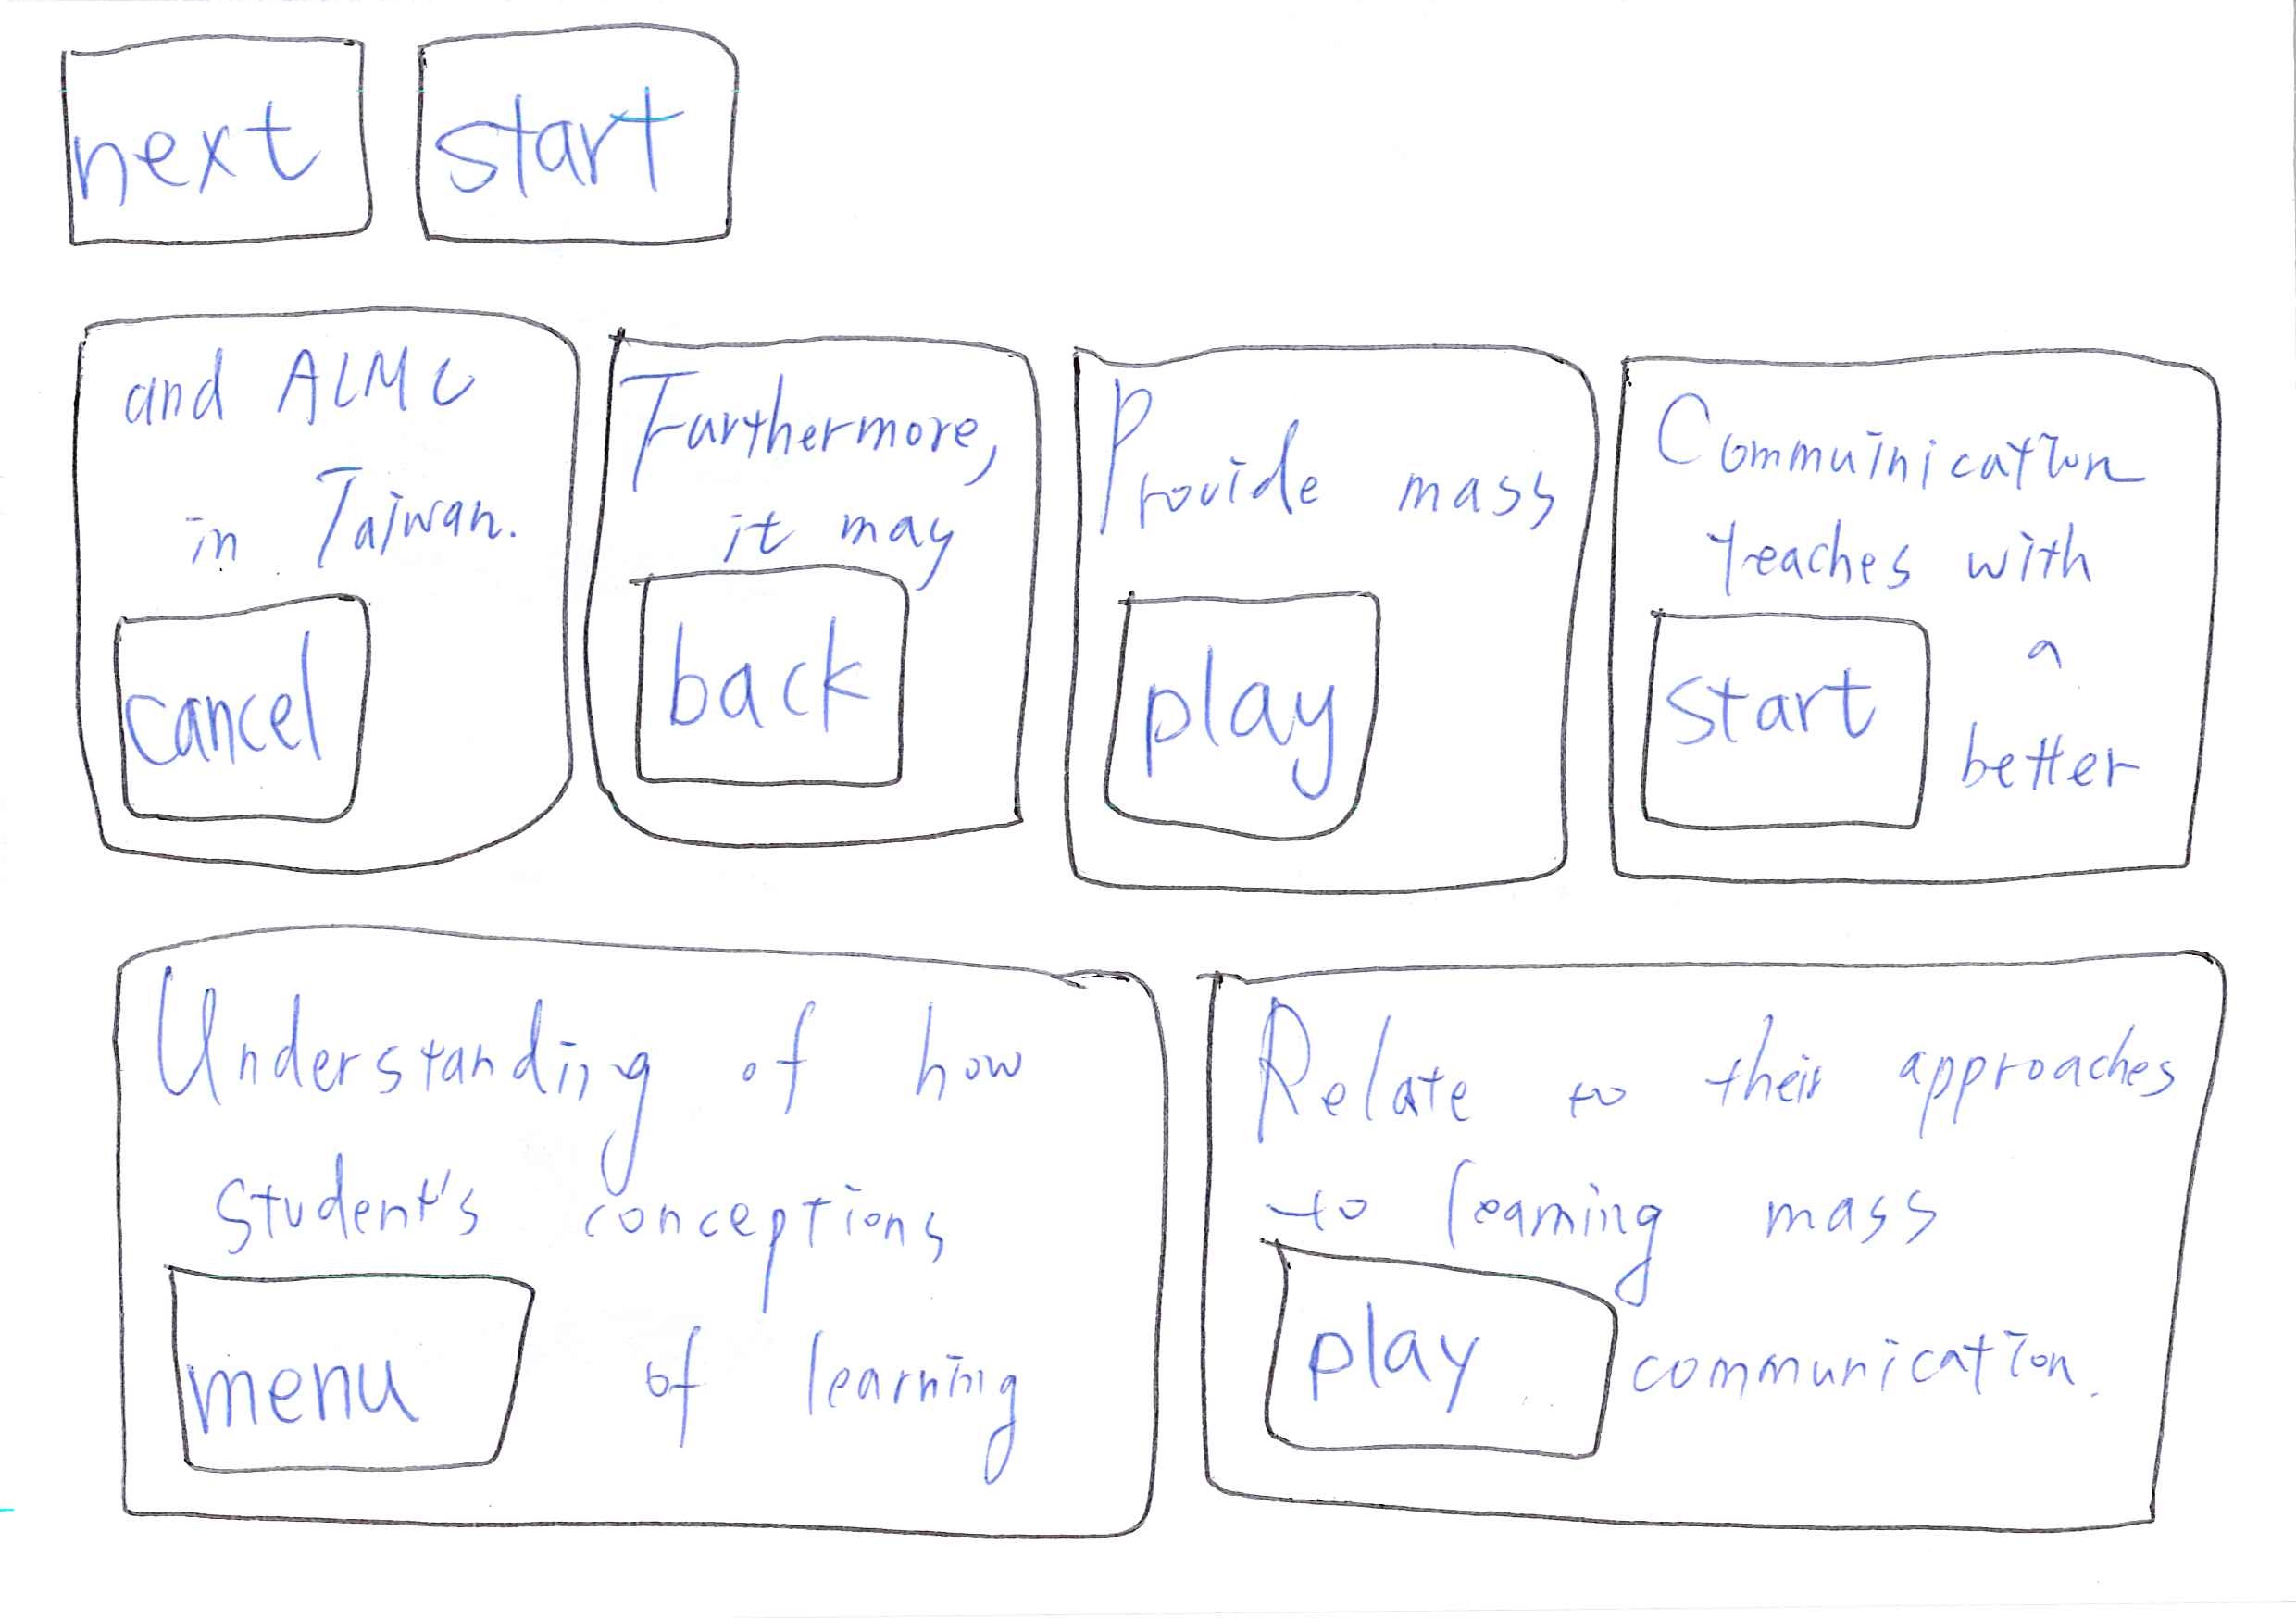 next start
and ALMC
in Taiwan.
cancel
Furthermore,
it may
back
Provide mass
play
Commuinication
teaches with
a
start
better
Understanding of how
student's conceptions
menu of learning
Relate to their approaches
to learning mass
play communication.